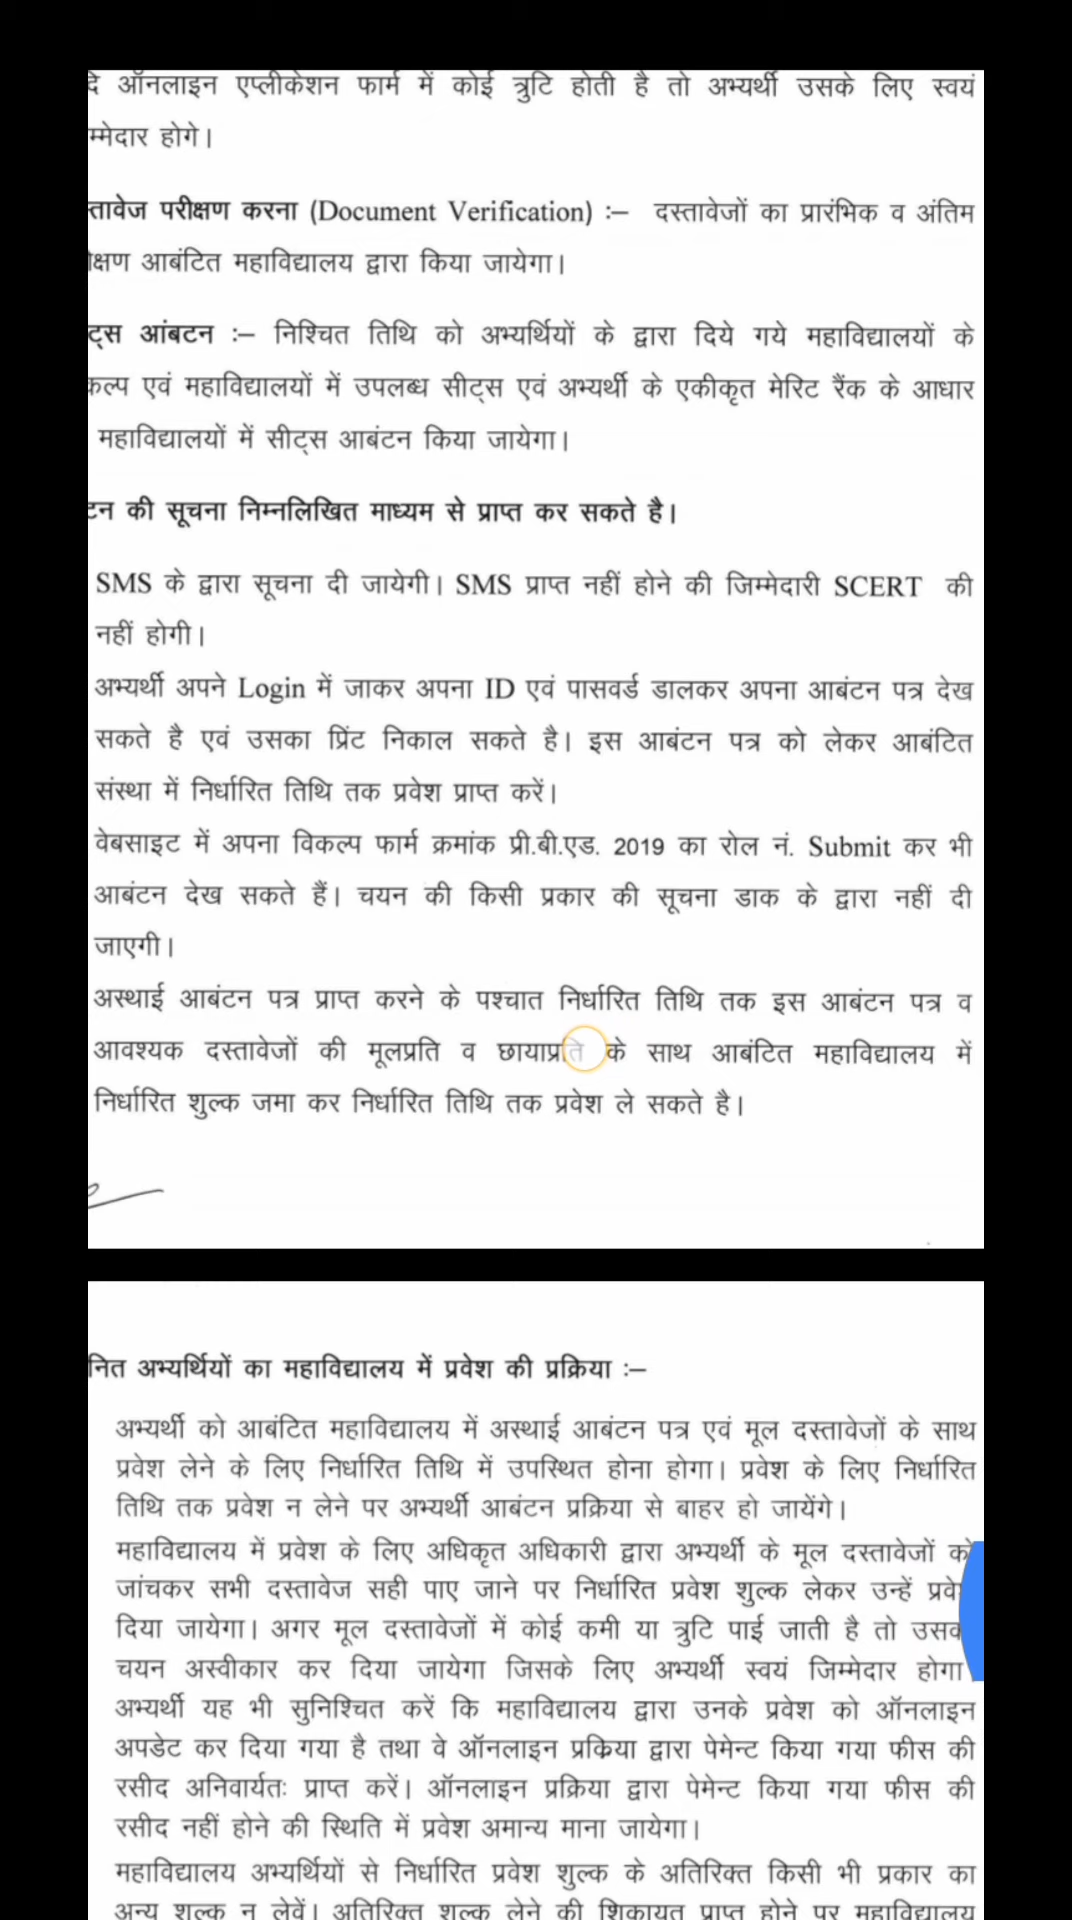 दे ऑनलाइन एप्लीकेशन फार्म में कोई त्रुटि होती है तो अभ्यर्थी उसके लिए स्वयं
म्मेदार होगे।
स्तावेज परीक्षण करना (Document Verification) :– दस्तावेजों का प्रारंभिक व अंतिम
क्षण आबंटित महाविद्यालय द्वारा किया जायेगा।
ट्स आंबटन :– निश्चित तिथि को अभ्यर्थियों के द्वारा दिये गये महाविद्यालयों के
कल्प एवं महाविद्यालयों में उपलब्ध सीट्स एवं अभ्यर्थी के एकीकृत मेरिट रैंक के आधार
महाविद्यालयों में सीट्स आबंटन किया जायेगा।
टन की सूचना निम्नलिखित माध्यम से प्राप्त कर सकते है।
SMS के द्वारा सूचना दी जायेगी। SMS प्राप्त नहीं होने की जिम्मेदारी SCERT की
नहीं होगी।
अभ्यर्थी अपने Login में जाकर अपना ID एवं पासवर्ड डालकर अपना आबंटन पत्र देख
सकते है एवं उसका प्रिंट निकाल सकते है। इस आबंटन पत्र को लेकर आबंटित
संस्था में निर्धारित तिथि तक प्रवेश प्राप्त करें।
वेबसाइट में अपना विकल्प फार्म क्रमांक प्री.बी.एड. 2019 का रोल नं. Submit कर भी
आबंटन देख सकते हैं। चयन की किसी प्रकार की सूचना डाक के द्वारा नहीं दी
जाएगी।
अस्थाई आबंटन पत्र प्राप्त करने के पश्चात निर्धारित तिथि तक इस आबंटन पत्र व
आवश्यक दस्तावेजों की मूलप्रति व छायाप्रति के साथ आबंटित महाविद्यालय में
निर्धारित शुल्क जमा कर निर्धारित तिथि तक प्रवेश ले सकते है।
नित अभ्यर्थियों का महाविद्यालय में प्रवेश की प्रक्रिया :–
अभ्यर्थी को आबंटित महाविद्यालय में अस्थाई आबंटन पत्र एवं मूल दस्तावेजों के साथ
प्रवेश लेने के लिए निर्धारित तिथि में उपस्थित होना होगा। प्रवेश के लिए निर्धारित
तिथि तक प्रवेश न लेने पर अभ्यर्थी आबंटन प्रक्रिया से बाहर हो जायेंगे।
महाविद्यालय में प्रवेश के लिए अधिकृत अधिकारी द्वारा अभ्यर्थी के मूल दस्तावेजों को
जांचकर सभी दस्तावेज सही पाए जाने पर निर्धारित प्रवेश शुल्क लेकर उन्हें प्रवे
दिया जायेगा। अगर मूल दस्तावेजों में कोई कमी या त्रुटि पाई जाती है तो उसक
चयन अस्वीकार कर दिया जायेगा जिसके लिए अभ्यर्थी स्वयं जिम्मेदार होगा
अभ्यर्थी यह भी सुनिश्चित करें कि महाविद्यालय द्वारा उनके प्रवेश को ऑनलाइन
अपडेट कर दिया गया है तथा वे ऑनलाइन प्रक्रिया द्वारा पेमेन्ट किया गया फीस की
रसीद अनिवार्यतः प्राप्त करें। ऑनलाइन प्रक्रिया द्वारा पेमेन्ट किया गया फीस की
रसीद नहीं होने की स्थिति में प्रवेश अमान्य माना जायेगा।
महाविद्यालय अभ्यर्थियों से निर्धारित प्रवेश शुल्क के अतिरिक्त किसी भी प्रकार का
अन्य शुल्क न लेवें। अतिरिक्त शुल्क लेने की शिकायत प्राप्त होने पर महाविद्यालय